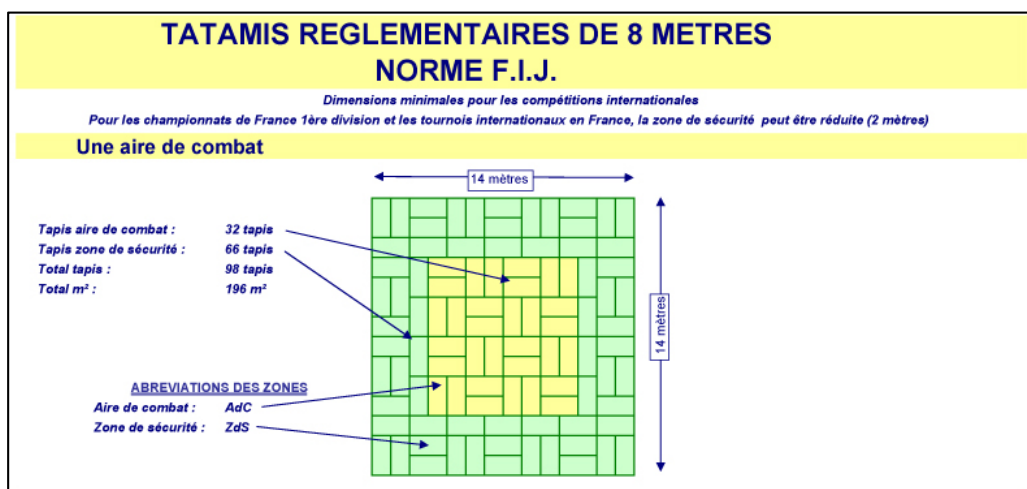 TATAMIS REGLEMENTAIRES DE 8 METRES
NORME F.I.J.
Dimensions minimales pour les compétitions internationales
Pour les championnats de France 1ère division et les tournois internationaux en France, la zone de sécurité peut être réduite (2 mètres)
Une aire de combat
14 mètres
Tapis aire de combat : 32 tapis
Tapis zone de sécurité : 66 tapis
Total tapis : 98 tapis
Total m² : 196 m²
14 mètres
ABREVIATIONS DES ZONES
Aire de combat : AdC
Zone de sécurité : ZdS